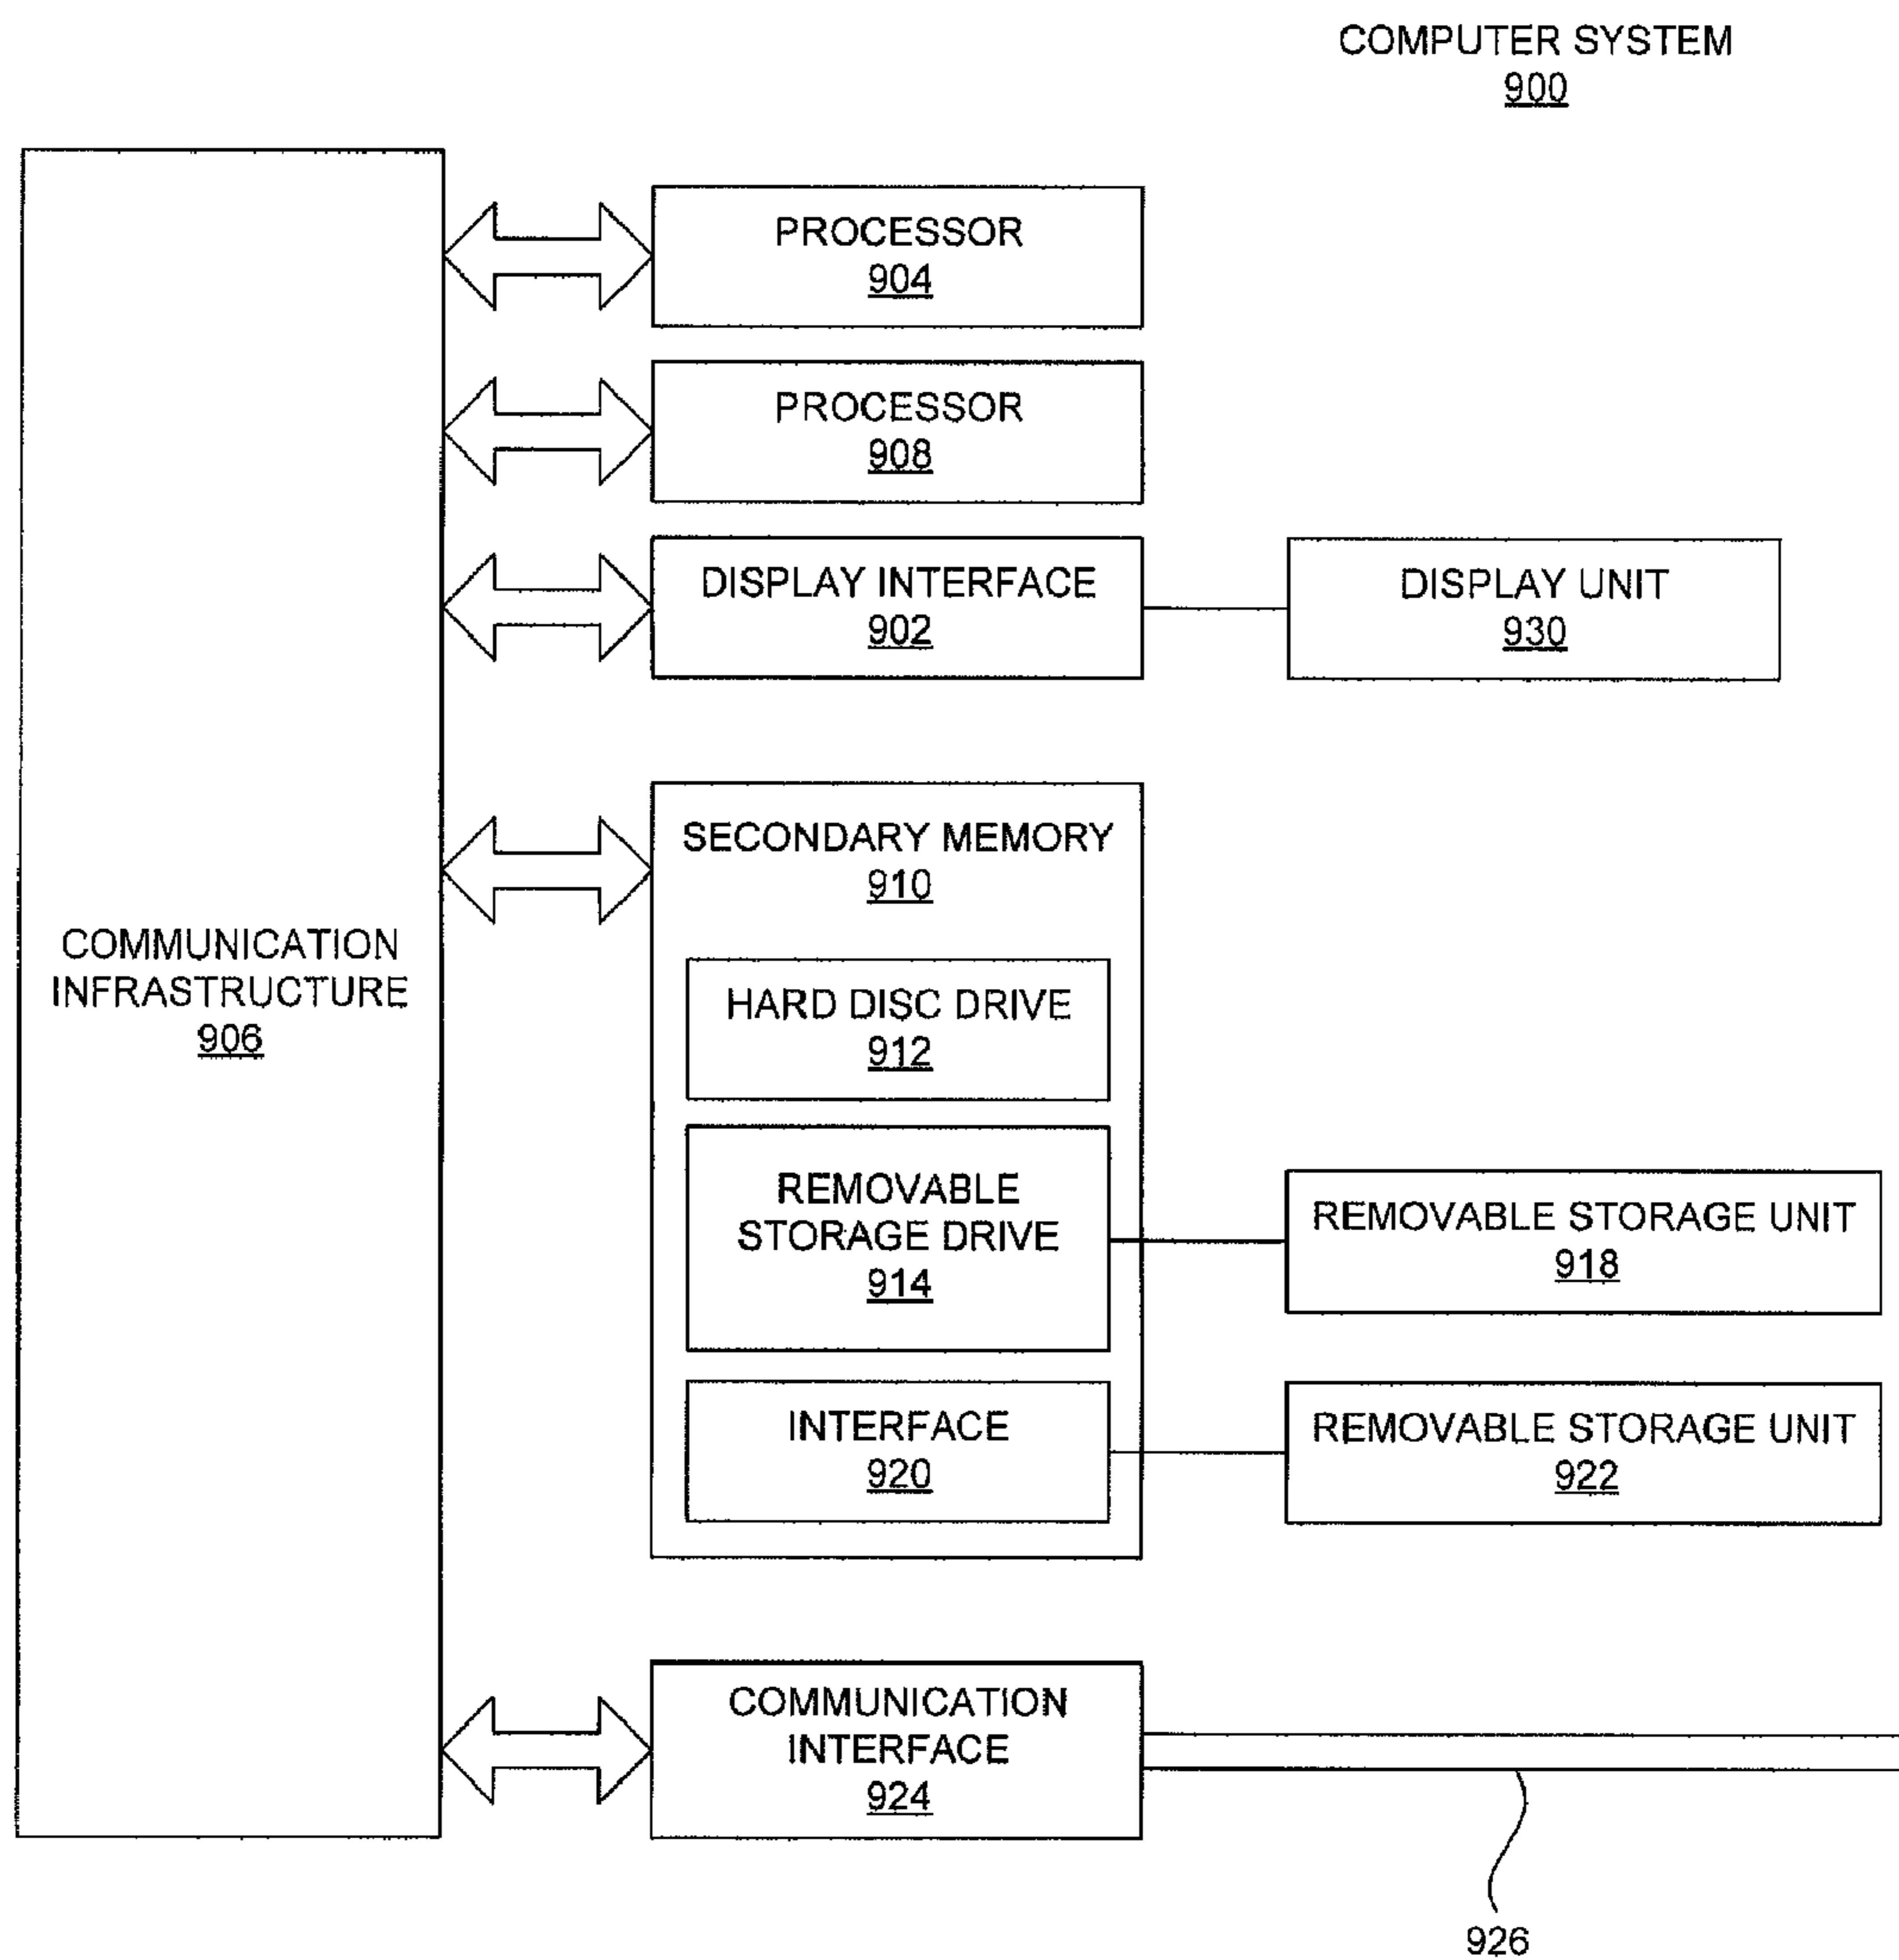 COMPUTER SYSTEM
900
PROCESSOR
904
PROCESSOR
908
DISPLAY INTERFACE
902
DISPLAY UNIT
930
SECONDARY MEMORY
910
COMMUNICATION
INFRASTRUCTURE
906
HARD DISC DRIVE
912
REMOVABLE
STORAGE DRIVE
914
REMOVABLE STORAGE UNIT
918
INTERFACE
920
REMOVABLE STORAGE UNIT
922
COMMUNICATION
INTERFACE
924
926